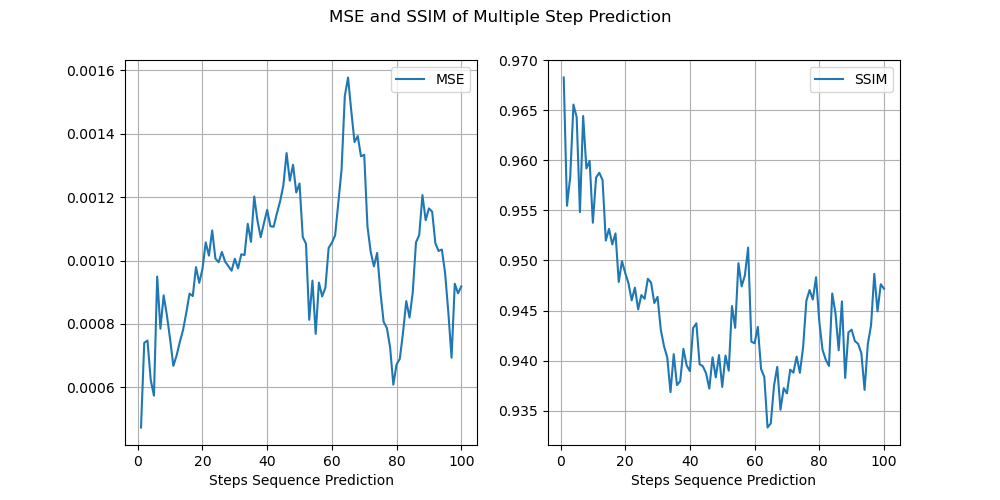 MSE and SSIM of Multiple Step Prediction
MSE
0.0016
0.0014
0.0012
0.0010
0.0008
0.0006
0 20 40 60 80 100
Steps Sequence Prediction
SSIM
0.970
0.965
0.960
0.955
0.950
0.945
0.940
0.935
0 20 40 60 80 100
Steps Sequence Prediction